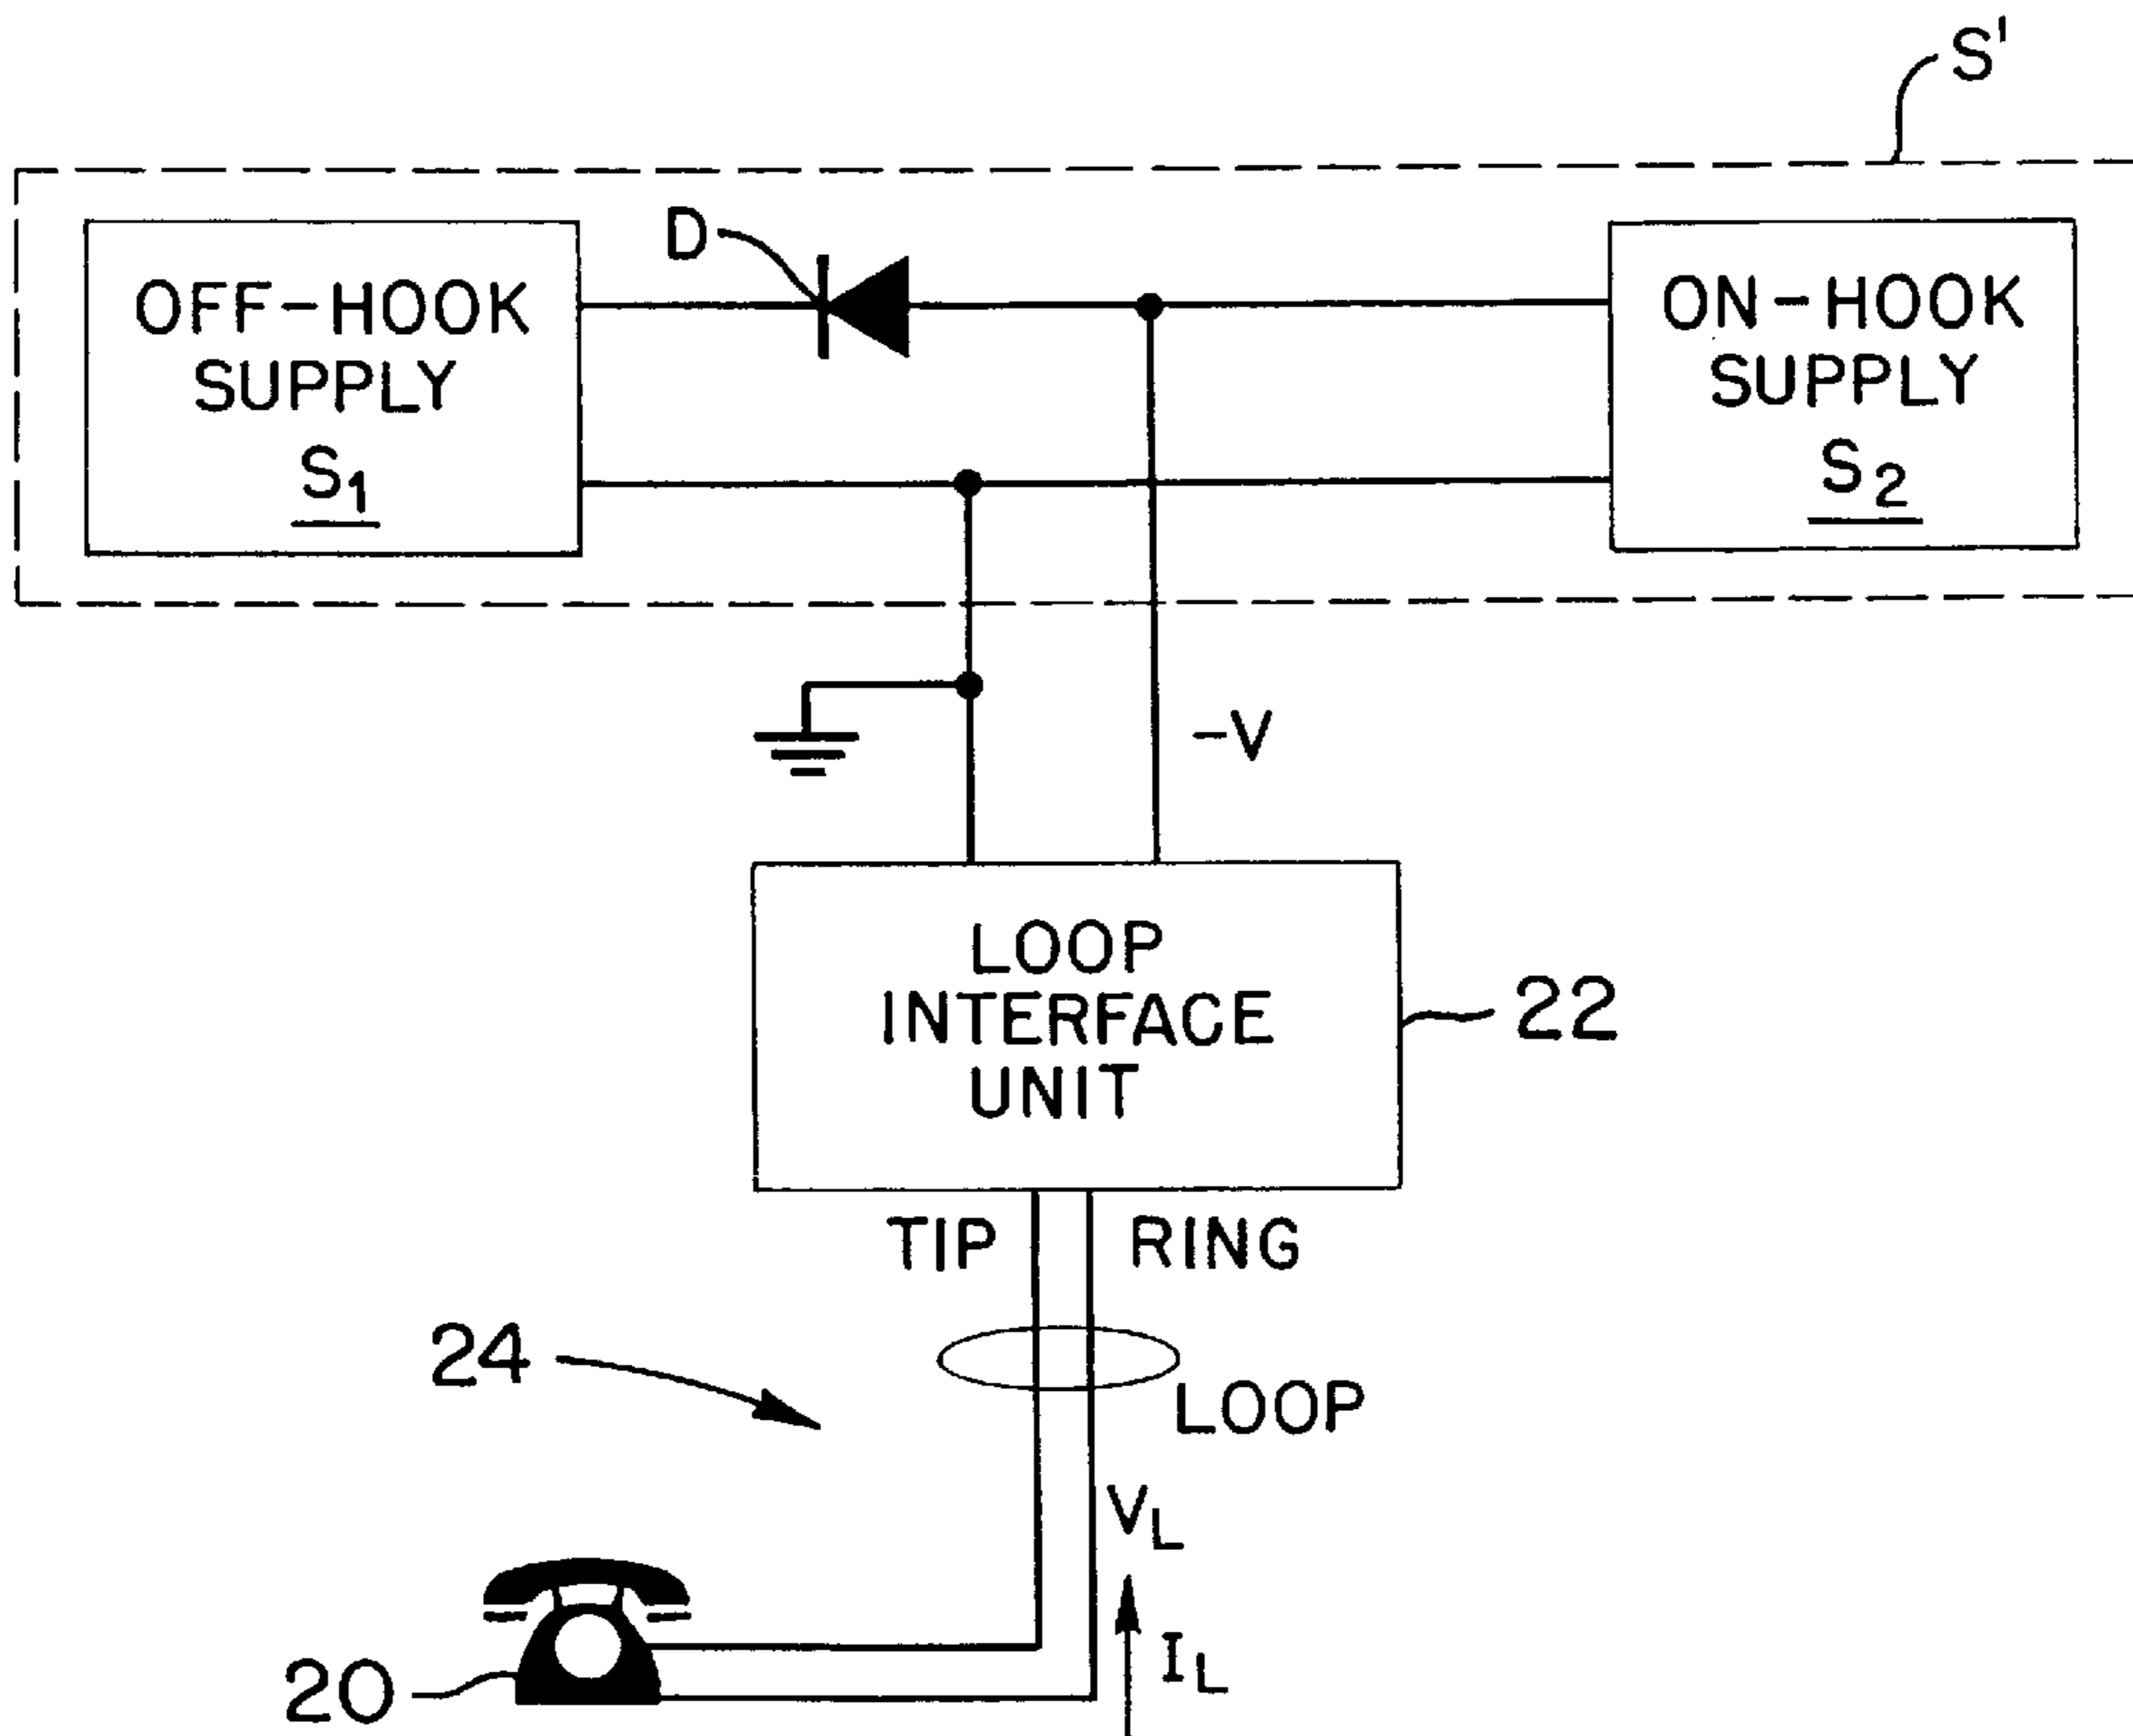 S'
D
OFF-HOOK
SUPPLY
S1
ON-HOOK
SUPPLY
S2
-V
LOOP
INTERFACE
UNIT
22
TIP
RING
24
LOOP
VL
IL
20